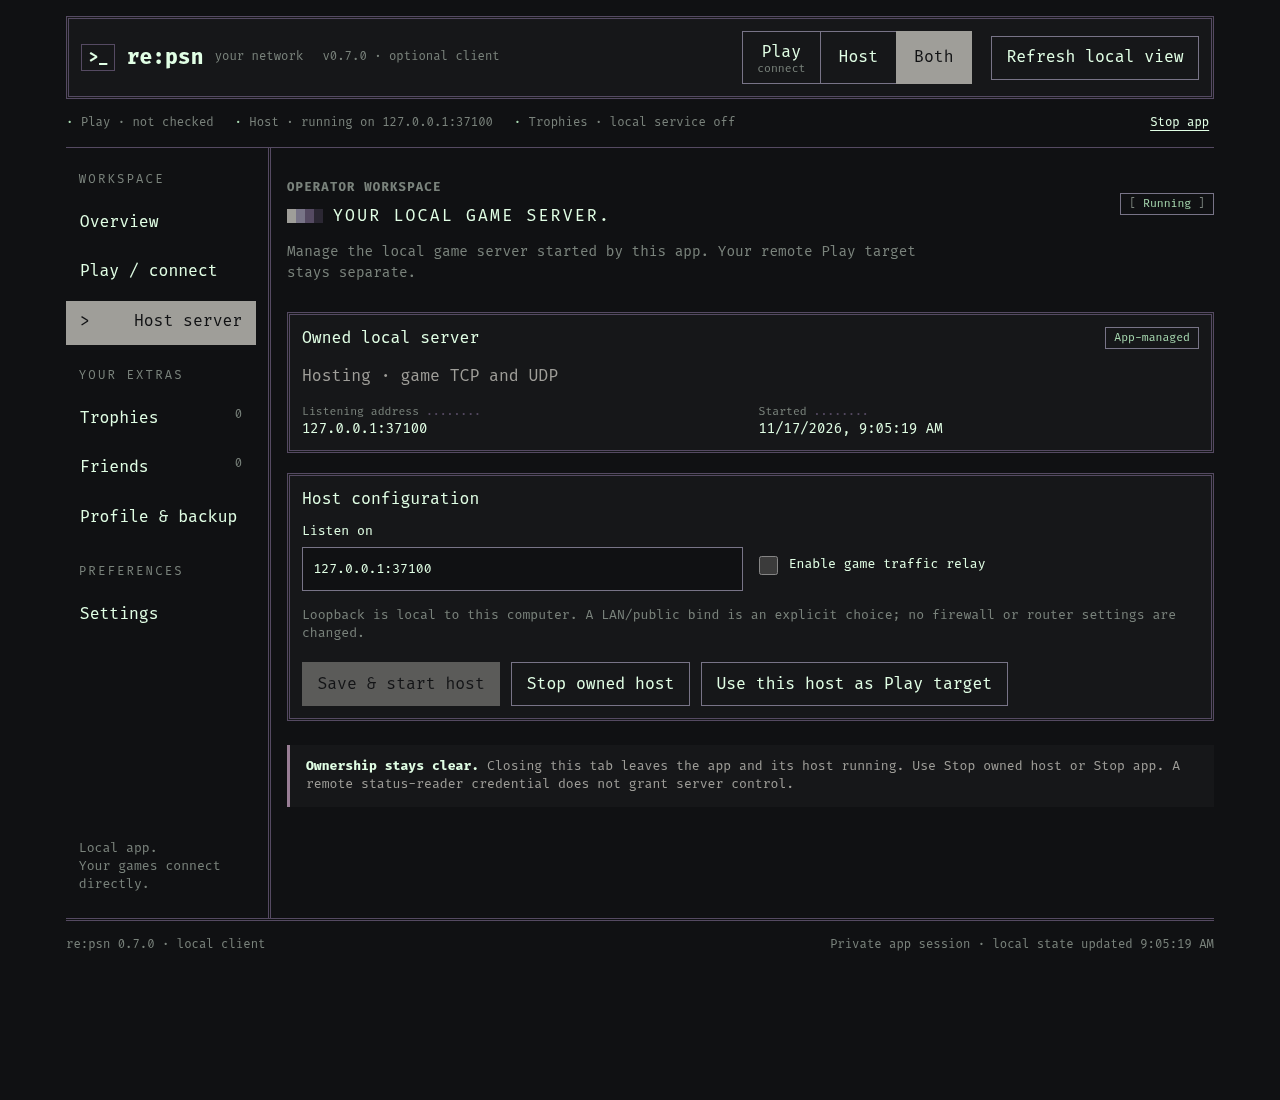 >_ re:psn your network v0.7.0 · optional client
Play
connect
Host
Both
Refresh local view
· Play · not checked · Host · running on 127.0.0.1:37100 · Trophies · local service off
Stop app
WORKSPACE
Overview
Play / connect
> Host server
YOUR EXTRAS
Trophies 0
Friends 0
Profile & backup
PREFERENCES
Settings
Local app.
Your games connect
directly.
OPERATOR WORKSPACE
YOUR LOCAL GAME SERVER.
[ Running ]
Manage the local game server started by this app. Your remote Play target
stays separate.
Owned local server
App-managed
Hosting · game TCP and UDP
Listening address ........
127.0.0.1:37100
Started ........
11/17/2026, 9:05:19 AM
Host configuration
Listen on
127.0.0.1:37100
Enable game traffic relay
Loopback is local to this computer. A LAN/public bind is an explicit choice; no firewall or router settings are
changed.
Save & start host
Stop owned host
Use this host as Play target
Ownership stays clear. Closing this tab leaves the app and its host running. Use Stop owned host or Stop app. A
remote status-reader credential does not grant server control.
re:psn 0.7.0 · local client
Private app session · local state updated 9:05:19 AM